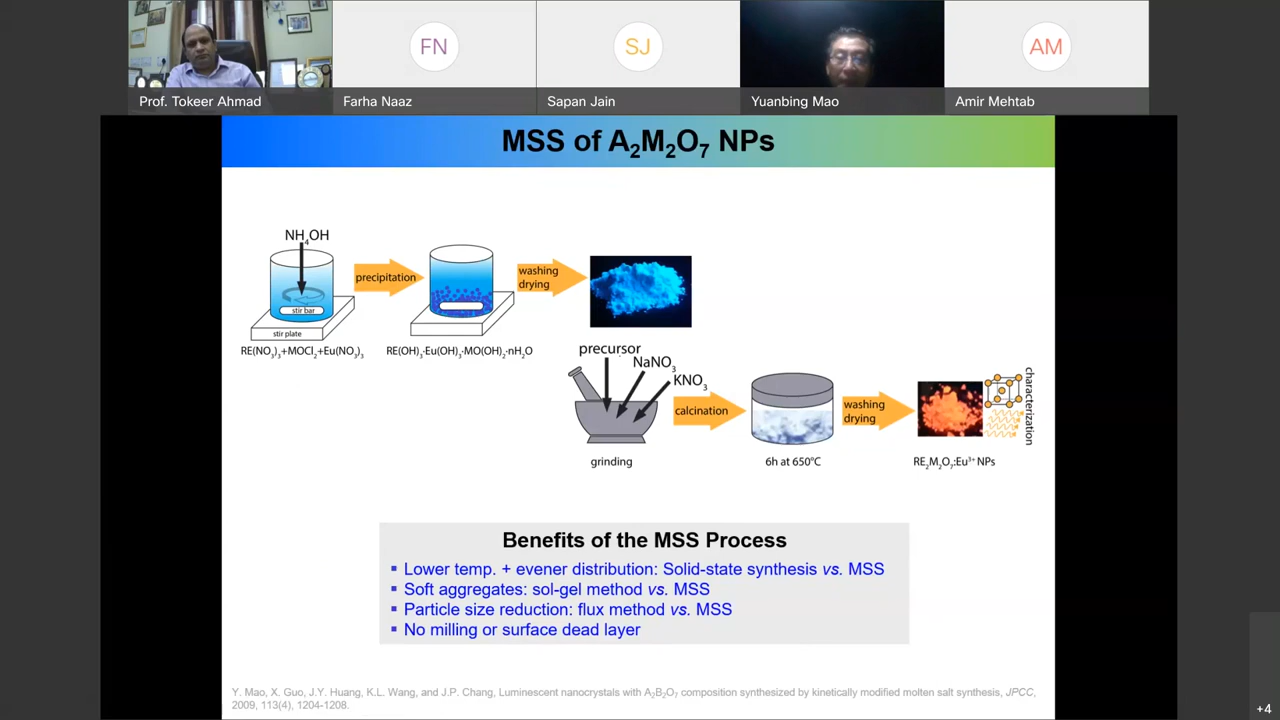 FN
SJ
AM
Prof. Tokeer Ahmad
Farha Naaz
Sapan Jain
Yuanbing Mao
Amir Mehtab
MSS of A₂M₂O₇ NPs
NH₄OH
precipitation
washing
drying
stir bar
stir plate
RE(NO₃)₃+MOCl₂+Eu(NO₃)₃
RE(OH)₃·Eu(OH)₃·MO(OH)₂·nH₂O
precursor
NaNO₃
KNO₃
calcination
washing
drying
characterization
grinding
6h at 650°C
RE₂M₂O₇:Eu³⁺ NPs
Benefits of the MSS Process
▪ Lower temp. + evener distribution: Solid-state synthesis vs. MSS
▪ Soft aggregates: sol-gel method vs. MSS
▪ Particle size reduction: flux method vs. MSS
▪ No milling or surface dead layer
Y. Mao, X. Guo, J.Y. Huang, K.L. Wang, and J.P. Chang, Luminescent nanocrystals with A₂B₂O₇ composition synthesized by kinetically modified molten salt synthesis, JPCC,
2009, 113(4), 1204-1208.
+4